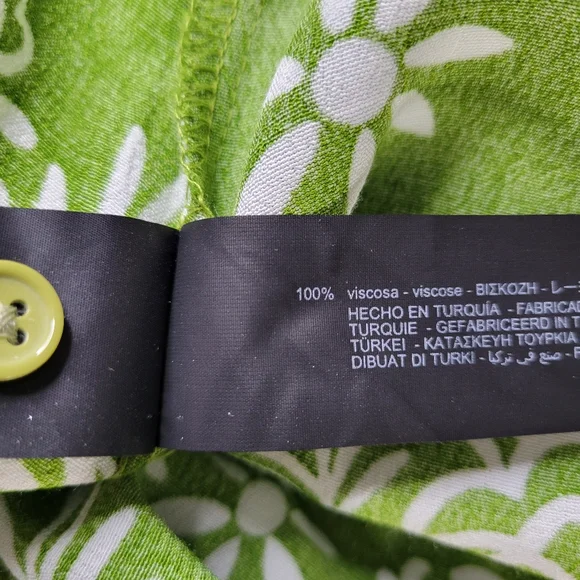 100% viscosa - viscose - ΒΙΣΚΟΖΗ -
HECHO EN TURQUÍA - FABRICAD
TURQUIE - GEFABRICEERD IN T
TÜRKEI - ΚΑΤΑΣΚΕΥΗ ΤΟΥΡΚΙΑ
DIBUAT DI TURKI - صنع في تركيا - F